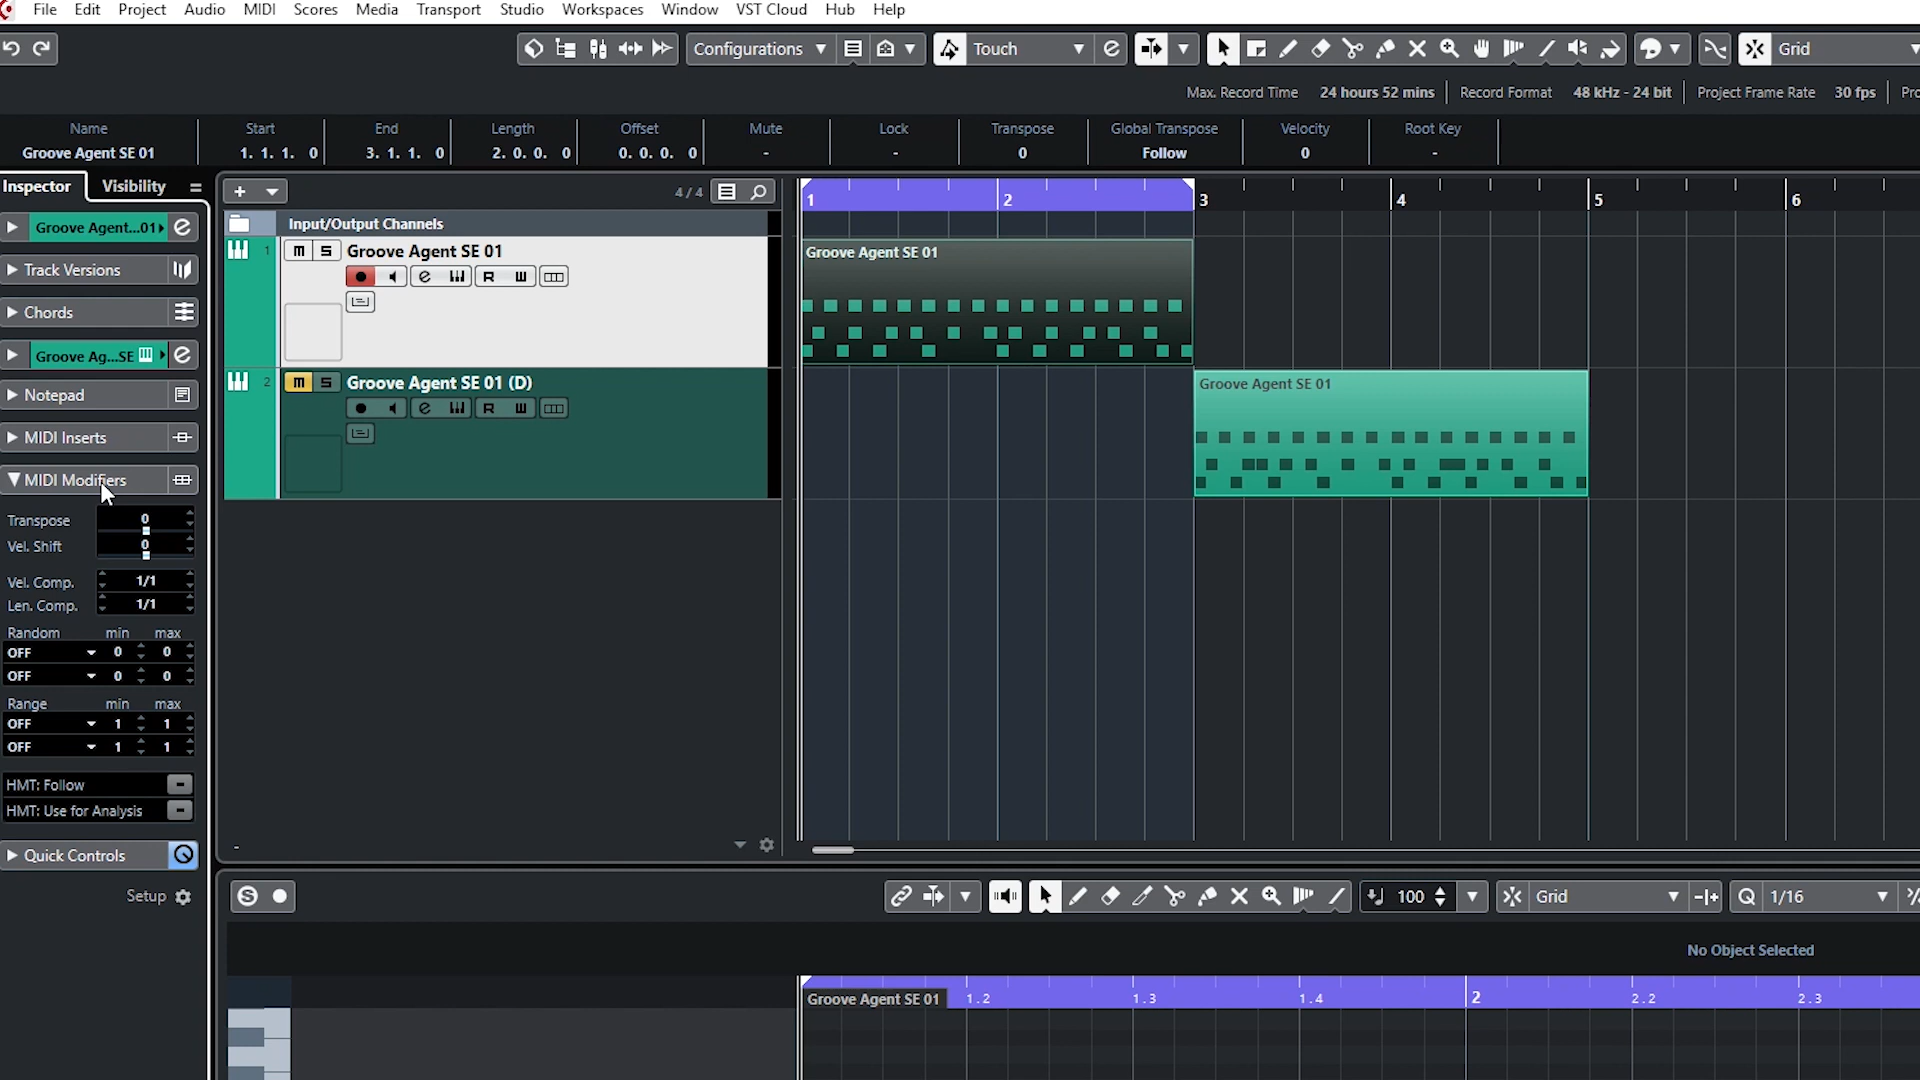 File Edit Project Audio MIDI Scores Media Transport Studio Workspaces Window VST Cloud Hub Help
Configurations Touch Grid
Max. Record Time 24 hours 52 mins Record Format 48 kHz - 24 bit Project Frame Rate 30 fps Pro
Name Start End Length Offset Mute Lock Transpose Global Transpose Velocity Root Key
Groove Agent SE 01 1. 1. 1. 0 3. 1. 1. 0 2. 0. 0. 0 0. 0. 0. 0 - - 0 Follow 0 -
Inspector Visibility
4 / 4
1 2 3 4 5 6
Groove Agent...01
Input/Output Channels
1 m S Groove Agent SE 01
e R W
Groove Agent SE 01
Track Versions
Chords
Groove Ag...SE e
2 m S Groove Agent SE 01 (D)
e R W
Groove Agent SE 01
Notepad
MIDI Inserts
MIDI Modifiers
Transpose 0
Vel. Shift 0
Vel. Comp. 1/1
Len. Comp. 1/1
Random min max
OFF 0 0
OFF 0 0
Range min max
OFF 1 1
OFF 1 1
HMT: Follow -
HMT: Use for Analysis -
Quick Controls
-
Setup
S 100 Grid Q 1/16
No Object Selected
Groove Agent SE 01 1.2 1.3 1.4 2 2.2 2.3